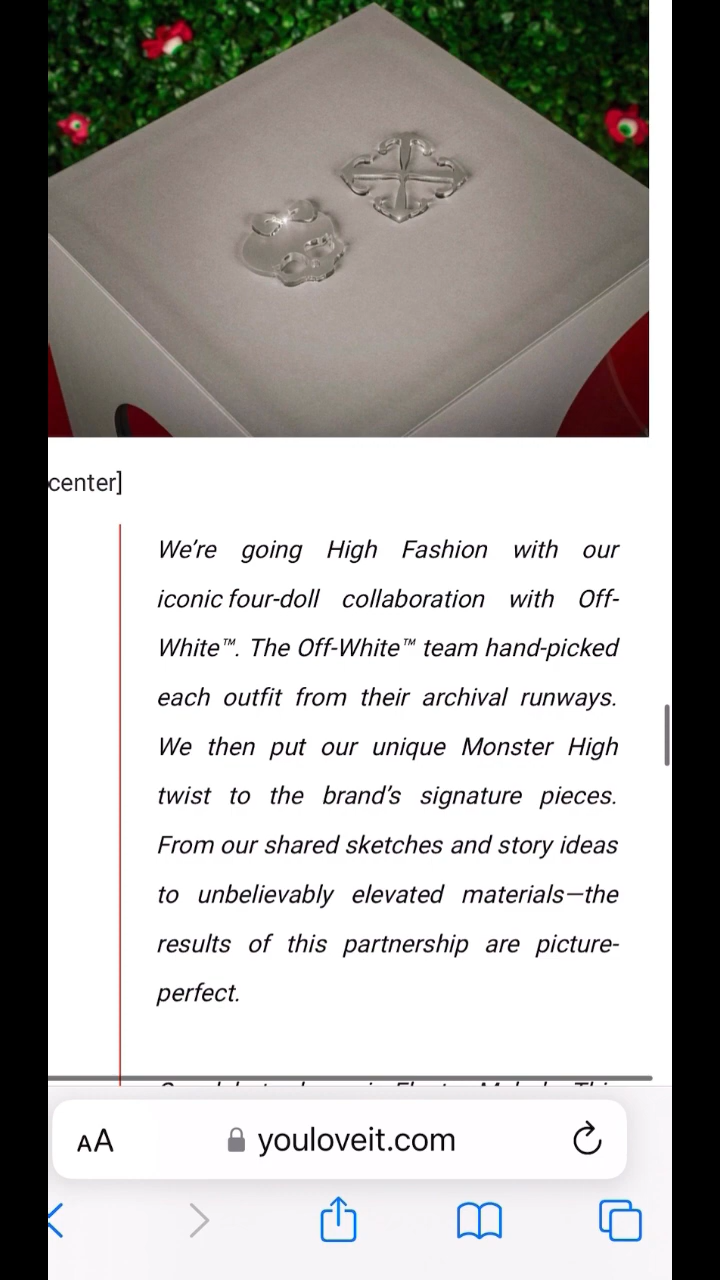 center]
We’re going High Fashion with our
iconic four-doll collaboration with Off-
White™. The Off-White™ team hand-picked
each outfit from their archival runways.
We then put our unique Monster High
twist to the brand’s signature pieces.
From our shared sketches and story ideas
to unbelievably elevated materials—the
results of this partnership are picture-
perfect.
AA youloveit.com